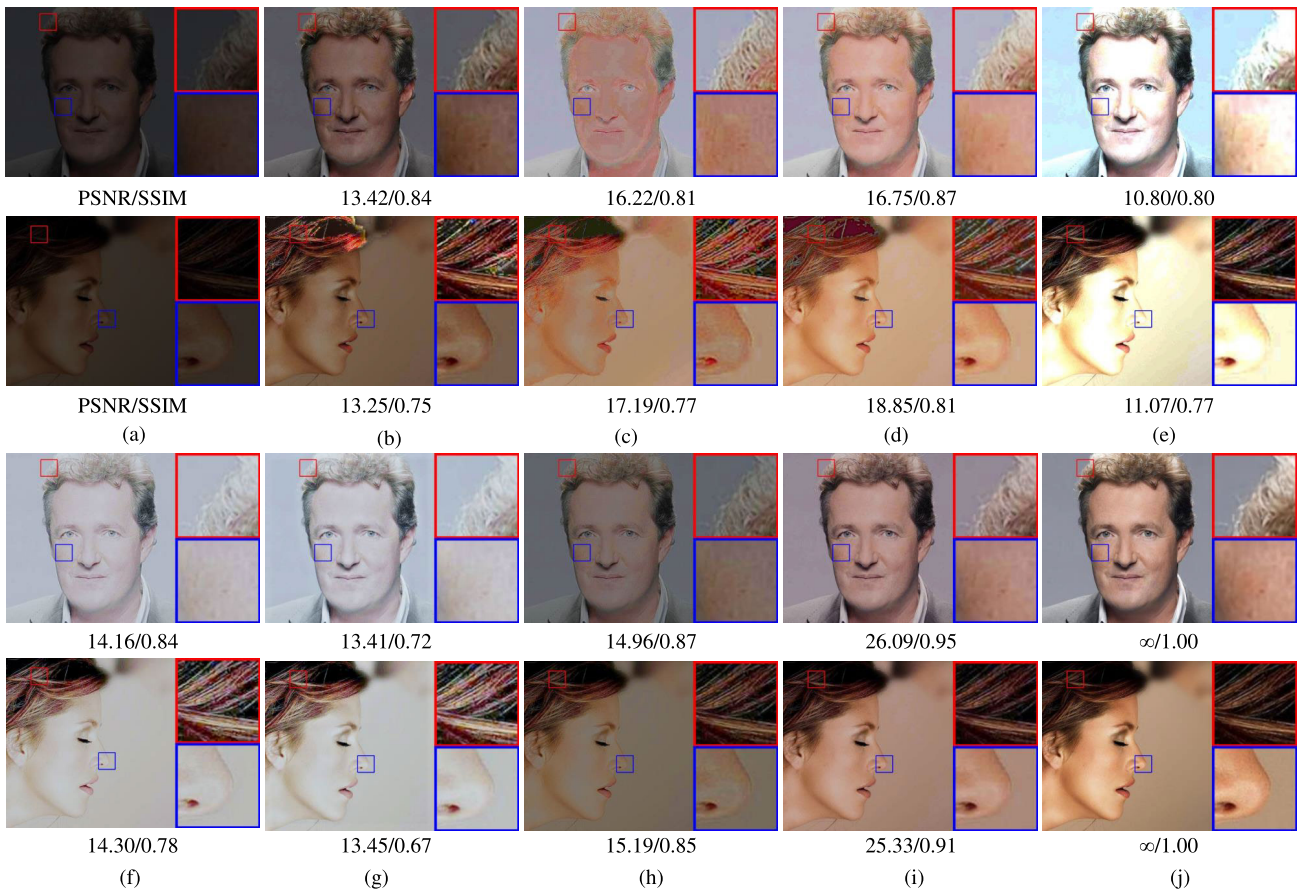 PSNR/SSIM 13.42/0.84 16.22/0.81 16.75/0.87 10.80/0.80
PSNR/SSIM 13.25/0.75 17.19/0.77 18.85/0.81 11.07/0.77
(a) (b) (c) (d) (e)
14.16/0.84 13.41/0.72 14.96/0.87 26.09/0.95 ∞/1.00
14.30/0.78 13.45/0.67 15.19/0.85 25.33/0.91 ∞/1.00
(f) (g) (h) (i) (j)